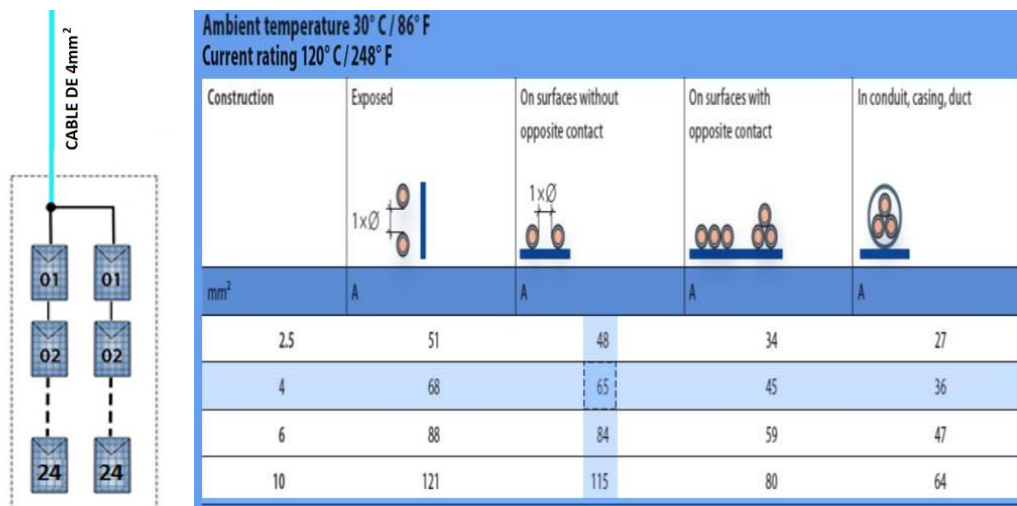 CABLE DE 4mm²
01 01
02 02
24 24
Ambient temperature 30° C / 86° F
Current rating 120° C / 248° F
Construction Exposed On surfaces without opposite contact On surfaces with opposite contact In conduit, casing, duct
1xØ 1xØ
mm² A A A A
2.5 51 48 34 27
4 68 65 45 36
6 88 84 59 47
10 121 115 80 64